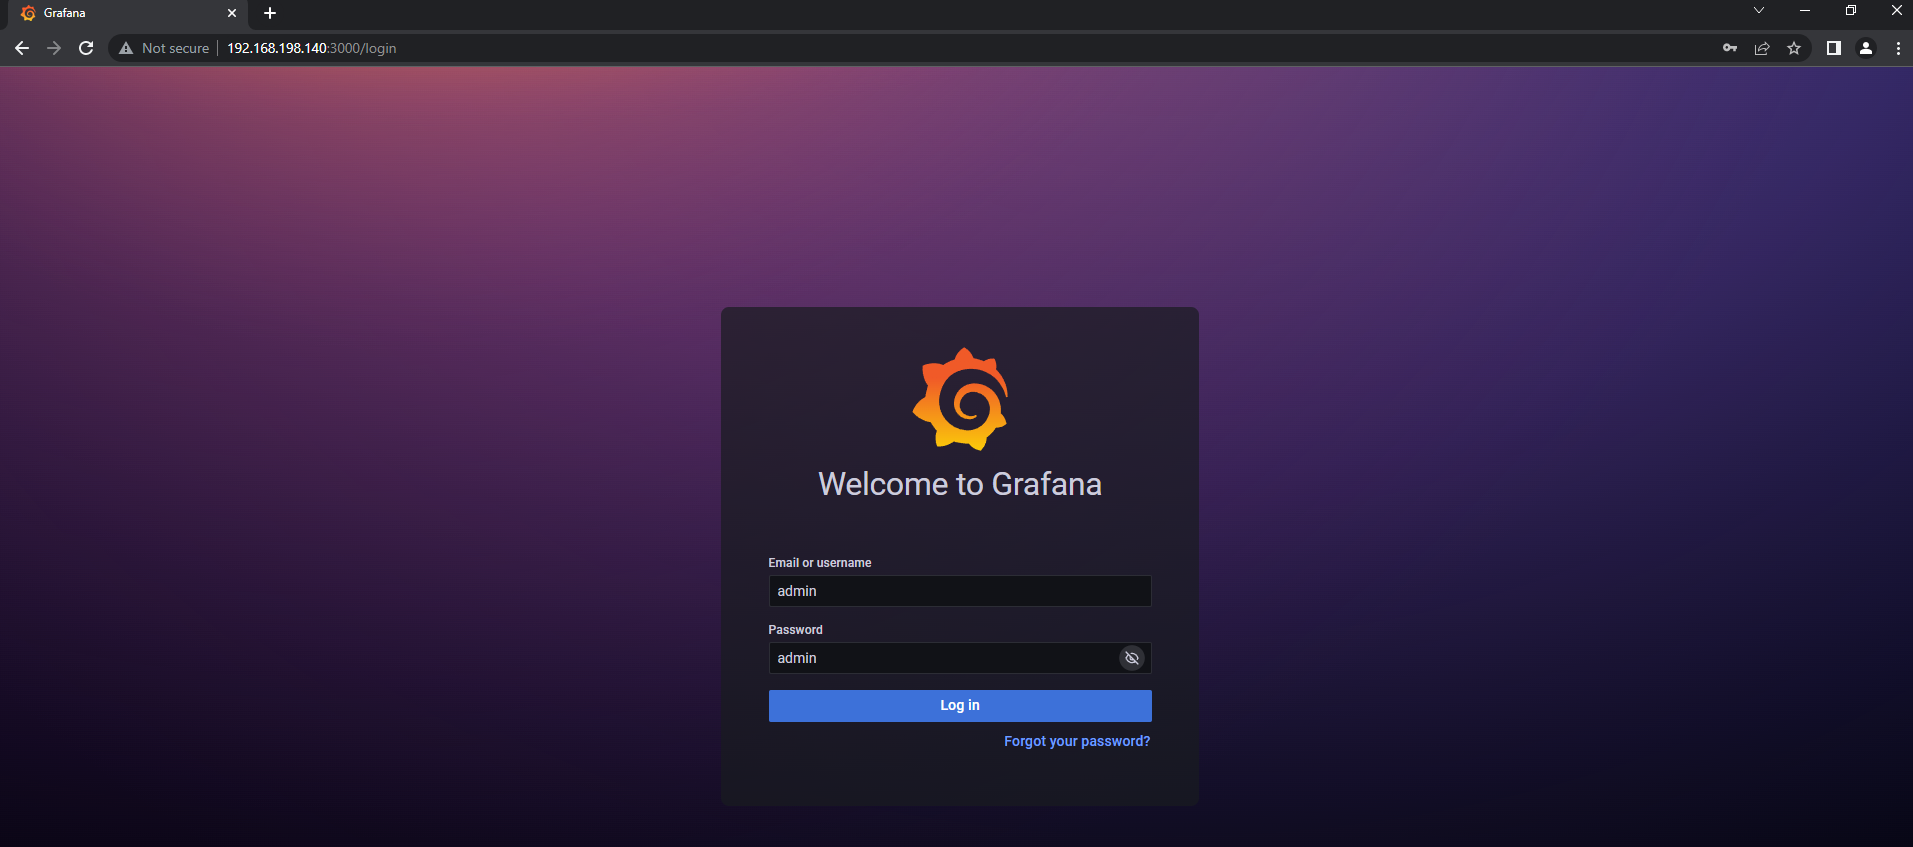 Grafana
Not secure 192.168.198.140:3000/login
Welcome to Grafana
Email or username
admin
Password
admin
Log in
Forgot your password?